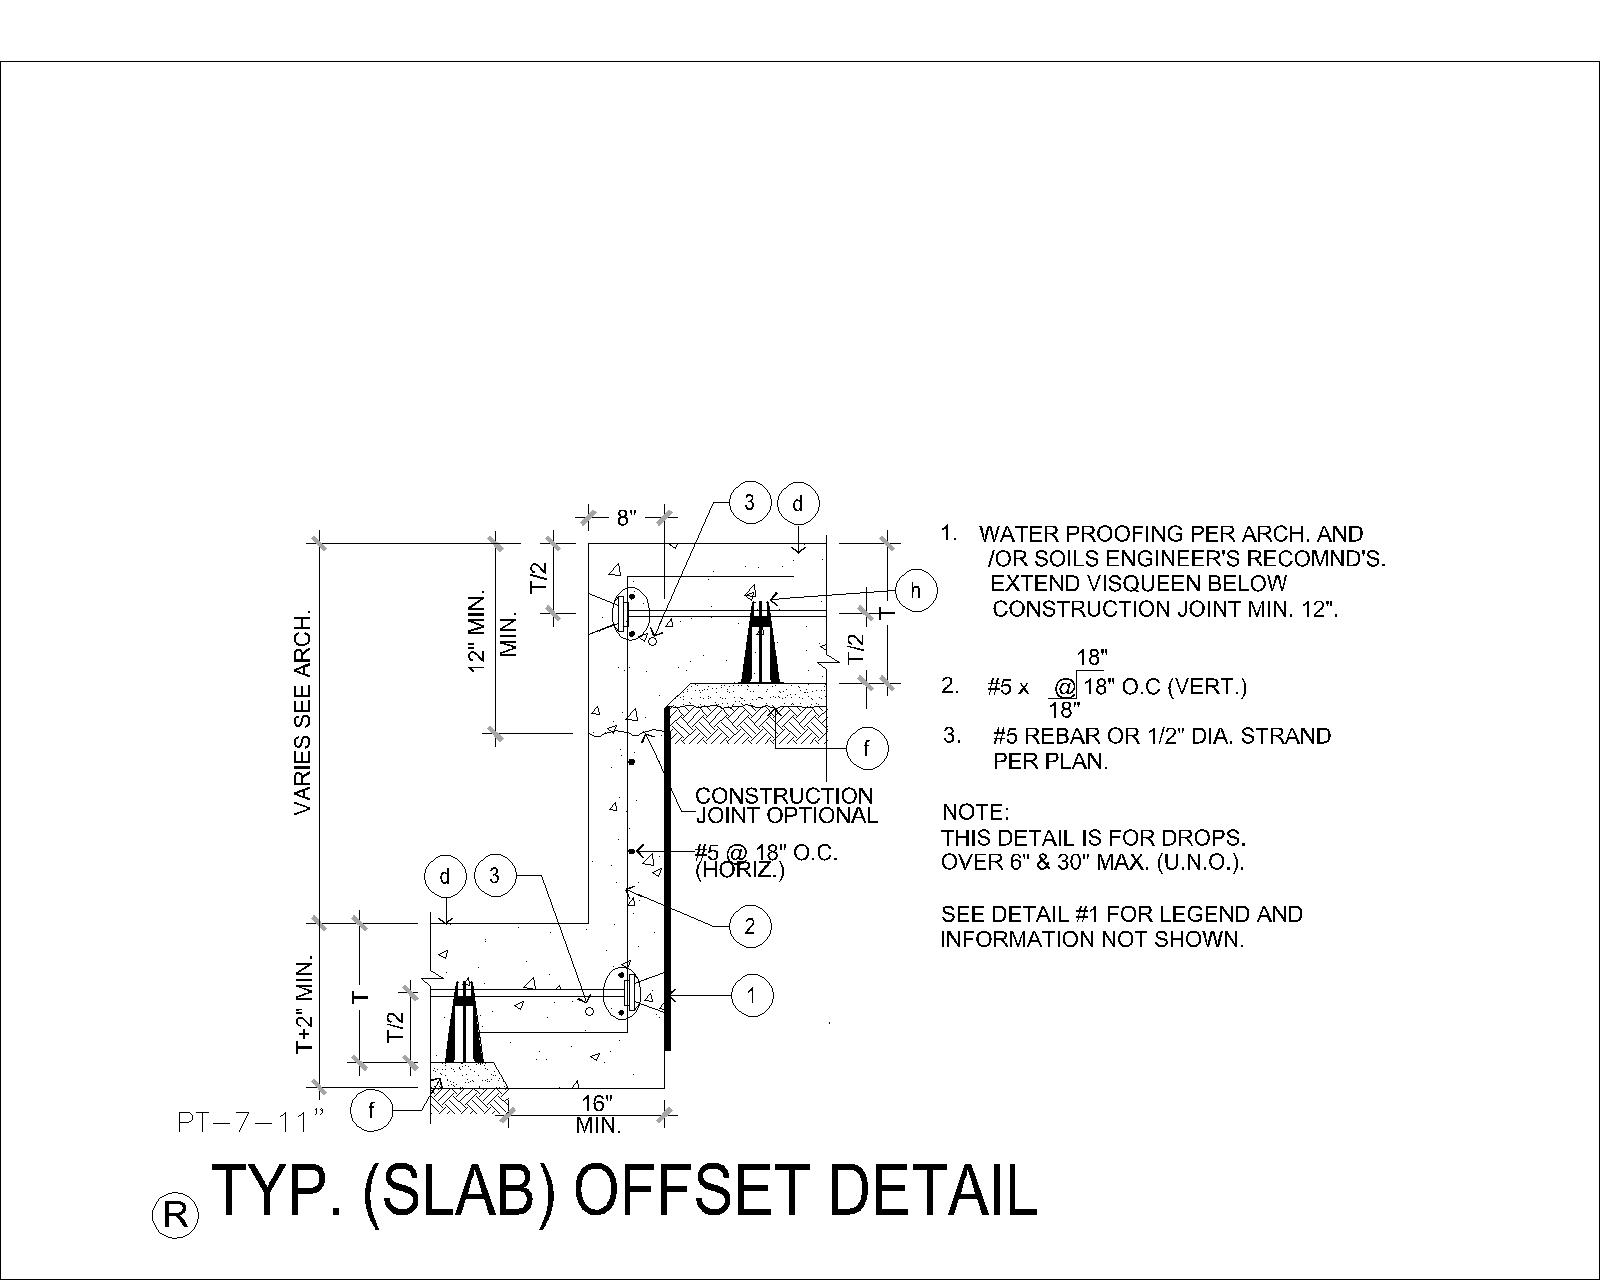 8"
3
d
T/2
12" MIN.
MIN.
VARIES SEE ARCH.
h
T
T/2
f
CONSTRUCTION
JOINT OPTIONAL
#5 @ 18" O.C.
(HORIZ.)
d
3
2
1
T+2" MIN.
T
T/2
f
16"
MIN.
1. WATER PROOFING PER ARCH. AND
/OR SOILS ENGINEER'S RECOMND'S.
EXTEND VISQUEEN BELOW
CONSTRUCTION JOINT MIN. 12".
18"
2. #5 x @ 18" O.C (VERT.)
18"
3. #5 REBAR OR 1/2" DIA. STRAND
PER PLAN.
NOTE:
THIS DETAIL IS FOR DROPS.
OVER 6" & 30" MAX. (U.N.O.).
SEE DETAIL #1 FOR LEGEND AND
INFORMATION NOT SHOWN.
PT-7-11"
R TYP. (SLAB) OFFSET DETAIL